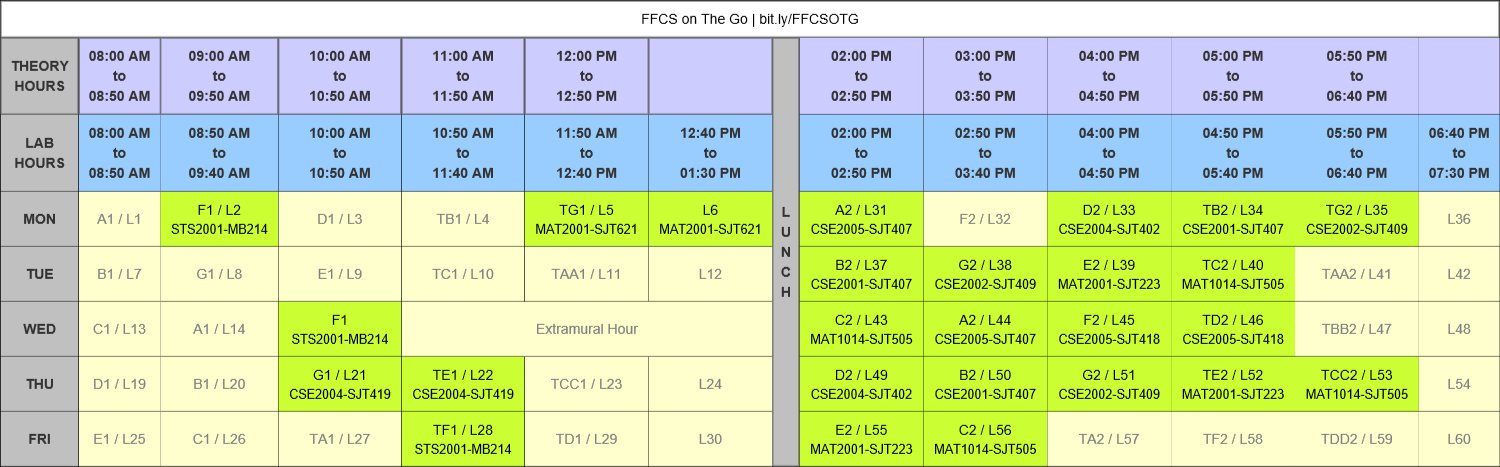 FFCS on The Go | bit.ly/FFCSOTG
THEORY HOURS 08:00 AM to 08:50 AM 09:00 AM to 09:50 AM 10:00 AM to 10:50 AM 11:00 AM to 11:50 AM 12:00 PM to 12:50 PM 02:00 PM to 02:50 PM 03:00 PM to 03:50 PM 04:00 PM to 04:50 PM 05:00 PM to 05:50 PM 05:50 PM to 06:40 PM
LAB HOURS 08:00 AM to 08:50 AM 08:50 AM to 09:40 AM 10:00 AM to 10:50 AM 10:50 AM to 11:40 AM 11:50 AM to 12:40 PM 12:40 PM to 01:30 PM 02:00 PM to 02:50 PM 02:50 PM to 03:40 PM 04:00 PM to 04:50 PM 04:50 PM to 05:40 PM 05:50 PM to 06:40 PM 06:40 PM to 07:30 PM
LUNCH
MON A1 / L1 F1 / L2 STS2001-MB214 D1 / L3 TB1 / L4 TG1 / L5 MAT2001-SJT621 L6 MAT2001-SJT621 A2 / L31 CSE2005-SJT407 F2 / L32 D2 / L33 CSE2004-SJT402 TB2 / L34 CSE2001-SJT407 TG2 / L35 CSE2002-SJT409 L36
TUE B1 / L7 G1 / L8 E1 / L9 TC1 / L10 TAA1 / L11 L12 B2 / L37 CSE2001-SJT407 G2 / L38 CSE2002-SJT409 E2 / L39 MAT2001-SJT223 TC2 / L40 MAT1014-SJT505 TAA2 / L41 L42
WED C1 / L13 A1 / L14 F1 STS2001-MB214 Extramural Hour C2 / L43 MAT1014-SJT505 A2 / L44 CSE2005-SJT407 F2 / L45 CSE2005-SJT418 TD2 / L46 CSE2005-SJT418 TBB2 / L47 L48
THU D1 / L19 B1 / L20 G1 / L21 CSE2004-SJT419 TE1 / L22 CSE2004-SJT419 TCC1 / L23 L24 D2 / L49 CSE2004-SJT402 B2 / L50 CSE2001-SJT407 G2 / L51 CSE2002-SJT409 TE2 / L52 MAT2001-SJT223 TCC2 / L53 MAT1014-SJT505 L54
FRI E1 / L25 C1 / L26 TA1 / L27 TF1 / L28 STS2001-MB214 TD1 / L29 L30 E2 / L55 MAT2001-SJT223 C2 / L56 MAT1014-SJT505 TA2 / L57 TF2 / L58 TDD2 / L59 L60